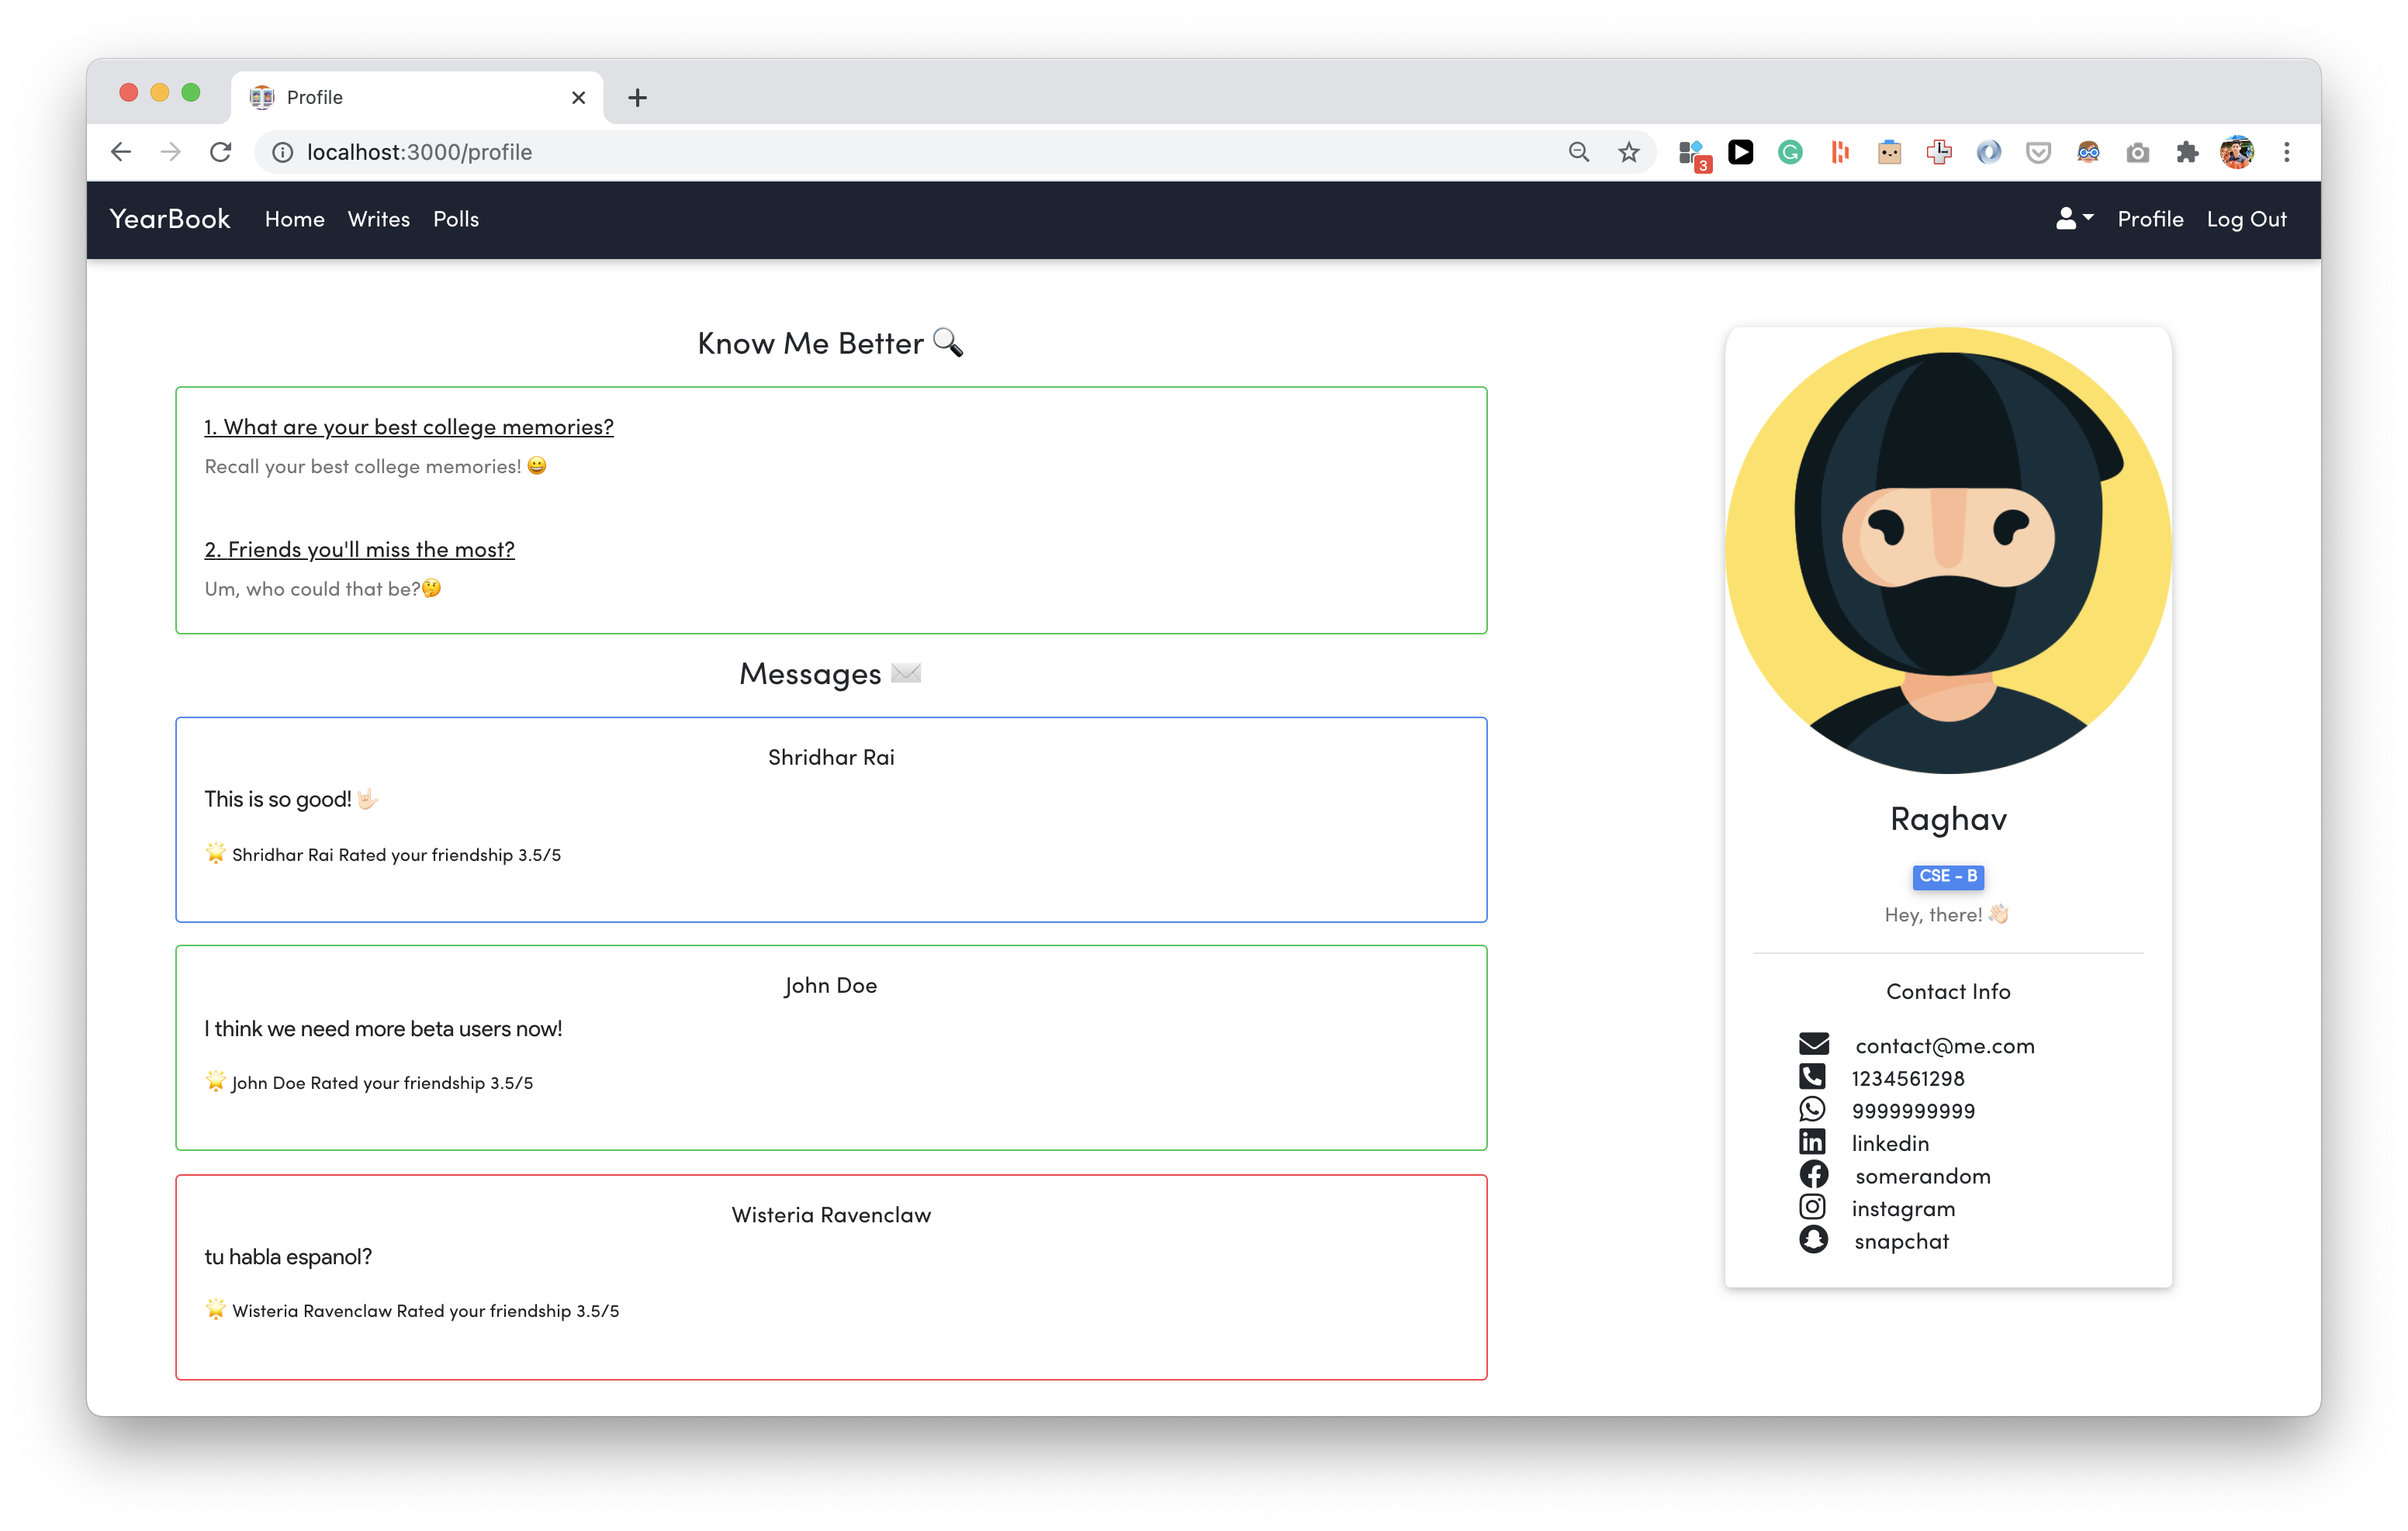 Profile
localhost:3000/profile
3
YearBook Home Writes Polls Profile Log Out
Know Me Better 🔍
1. What are your best college memories?
Recall your best college memories! 😀
2. Friends you'll miss the most?
Um, who could that be?🤔
Messages ✉️
Shridhar Rai
This is so good! 🤟🏻
🌟 Shridhar Rai Rated your friendship 3.5/5
John Doe
I think we need more beta users now!
🌟 John Doe Rated your friendship 3.5/5
Wisteria Ravenclaw
tu habla espanol?
🌟 Wisteria Ravenclaw Rated your friendship 3.5/5
Raghav
CSE - B
Hey, there! 👋🏻
Contact Info
contact@me.com
1234561298
9999999999
linkedin
somerandom
instagram
snapchat